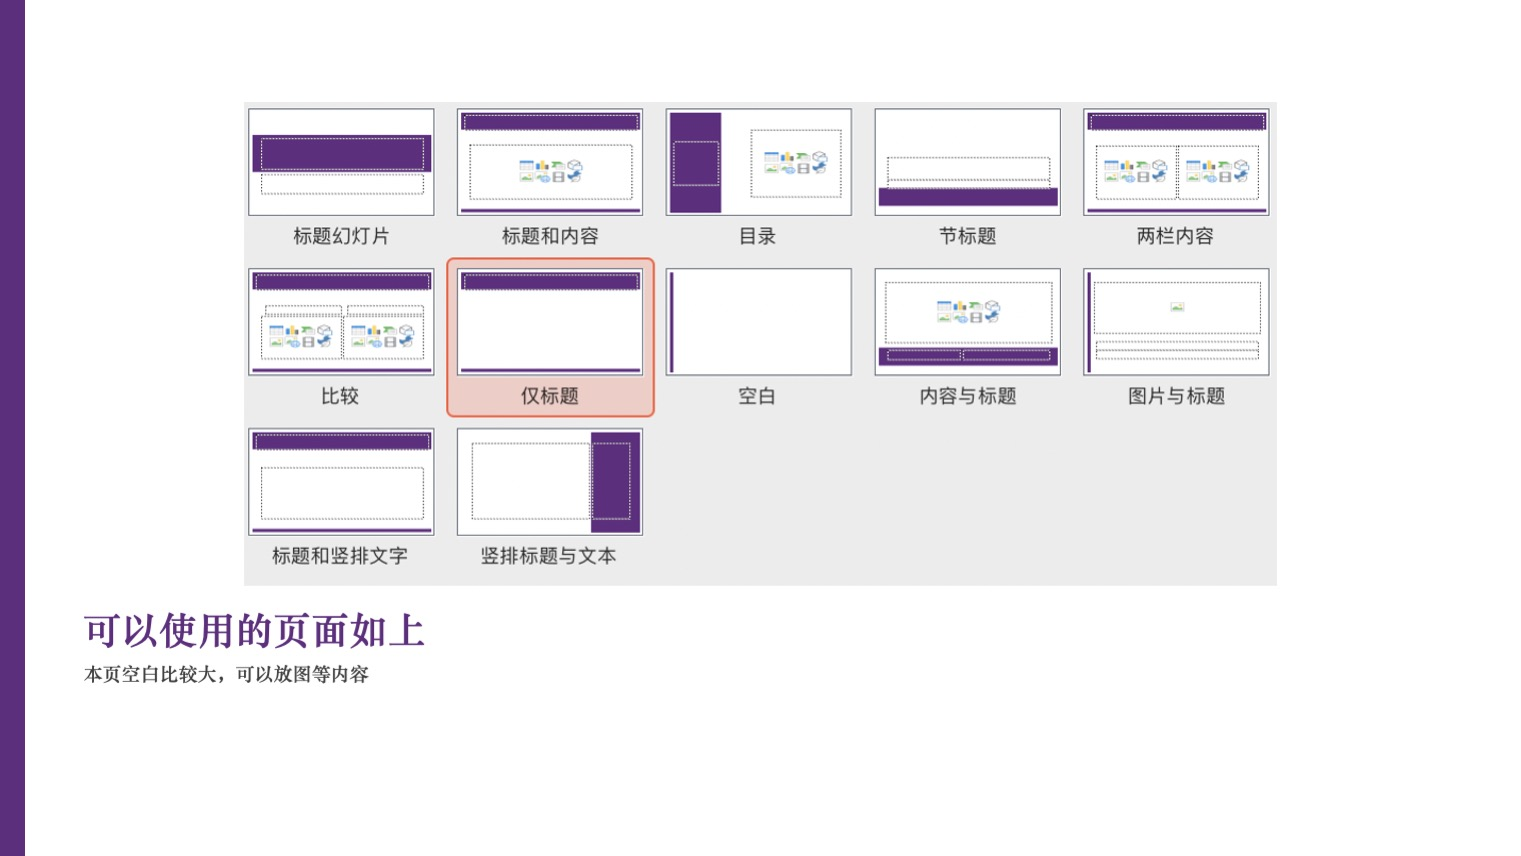 标题幻灯片
标题和内容
目录
节标题
两栏内容
比较
仅标题
空白
内容与标题
图片与标题
标题和竖排文字
竖排标题与文本
可以使用的页面如上
本页空白比较大，可以放图等内容